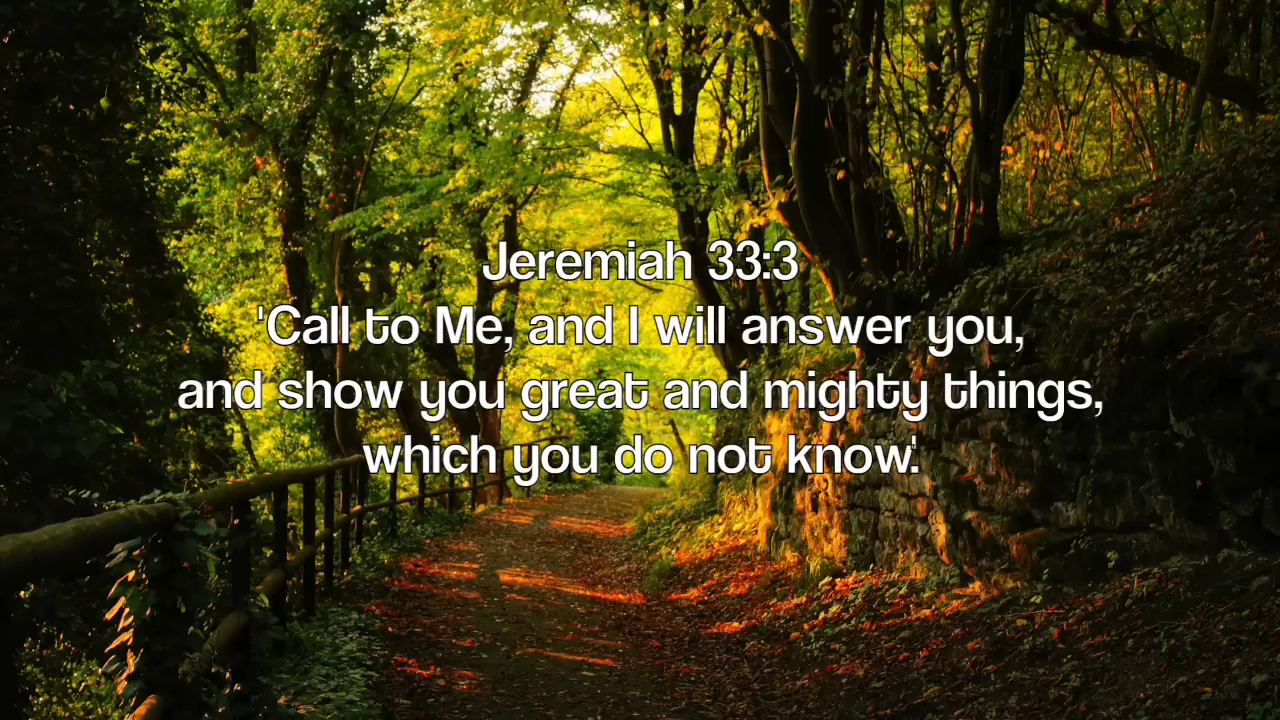 Jeremiah 33:3
'Call to Me, and I will answer you,
and show you great and mighty things,
which you do not know.'